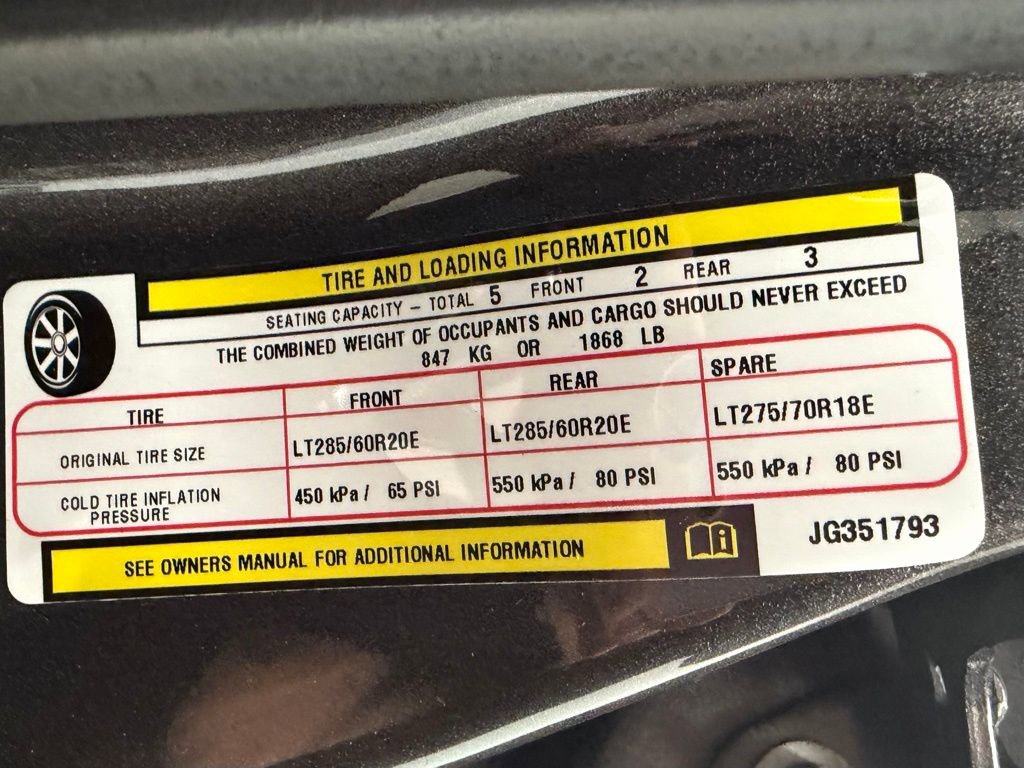 TIRE AND LOADING INFORMATION
SEATING CAPACITY – TOTAL 5 FRONT 2 REAR 3
THE COMBINED WEIGHT OF OCCUPANTS AND CARGO SHOULD NEVER EXCEED
847 KG OR 1868 LB
TIRE FRONT REAR SPARE
ORIGINAL TIRE SIZE LT285/60R20E LT285/60R20E LT275/70R18E
COLD TIRE INFLATION
PRESSURE 450 kPa / 65 PSI 550 kPa / 80 PSI 550 kPa / 80 PSI
SEE OWNERS MANUAL FOR ADDITIONAL INFORMATION
JG351793